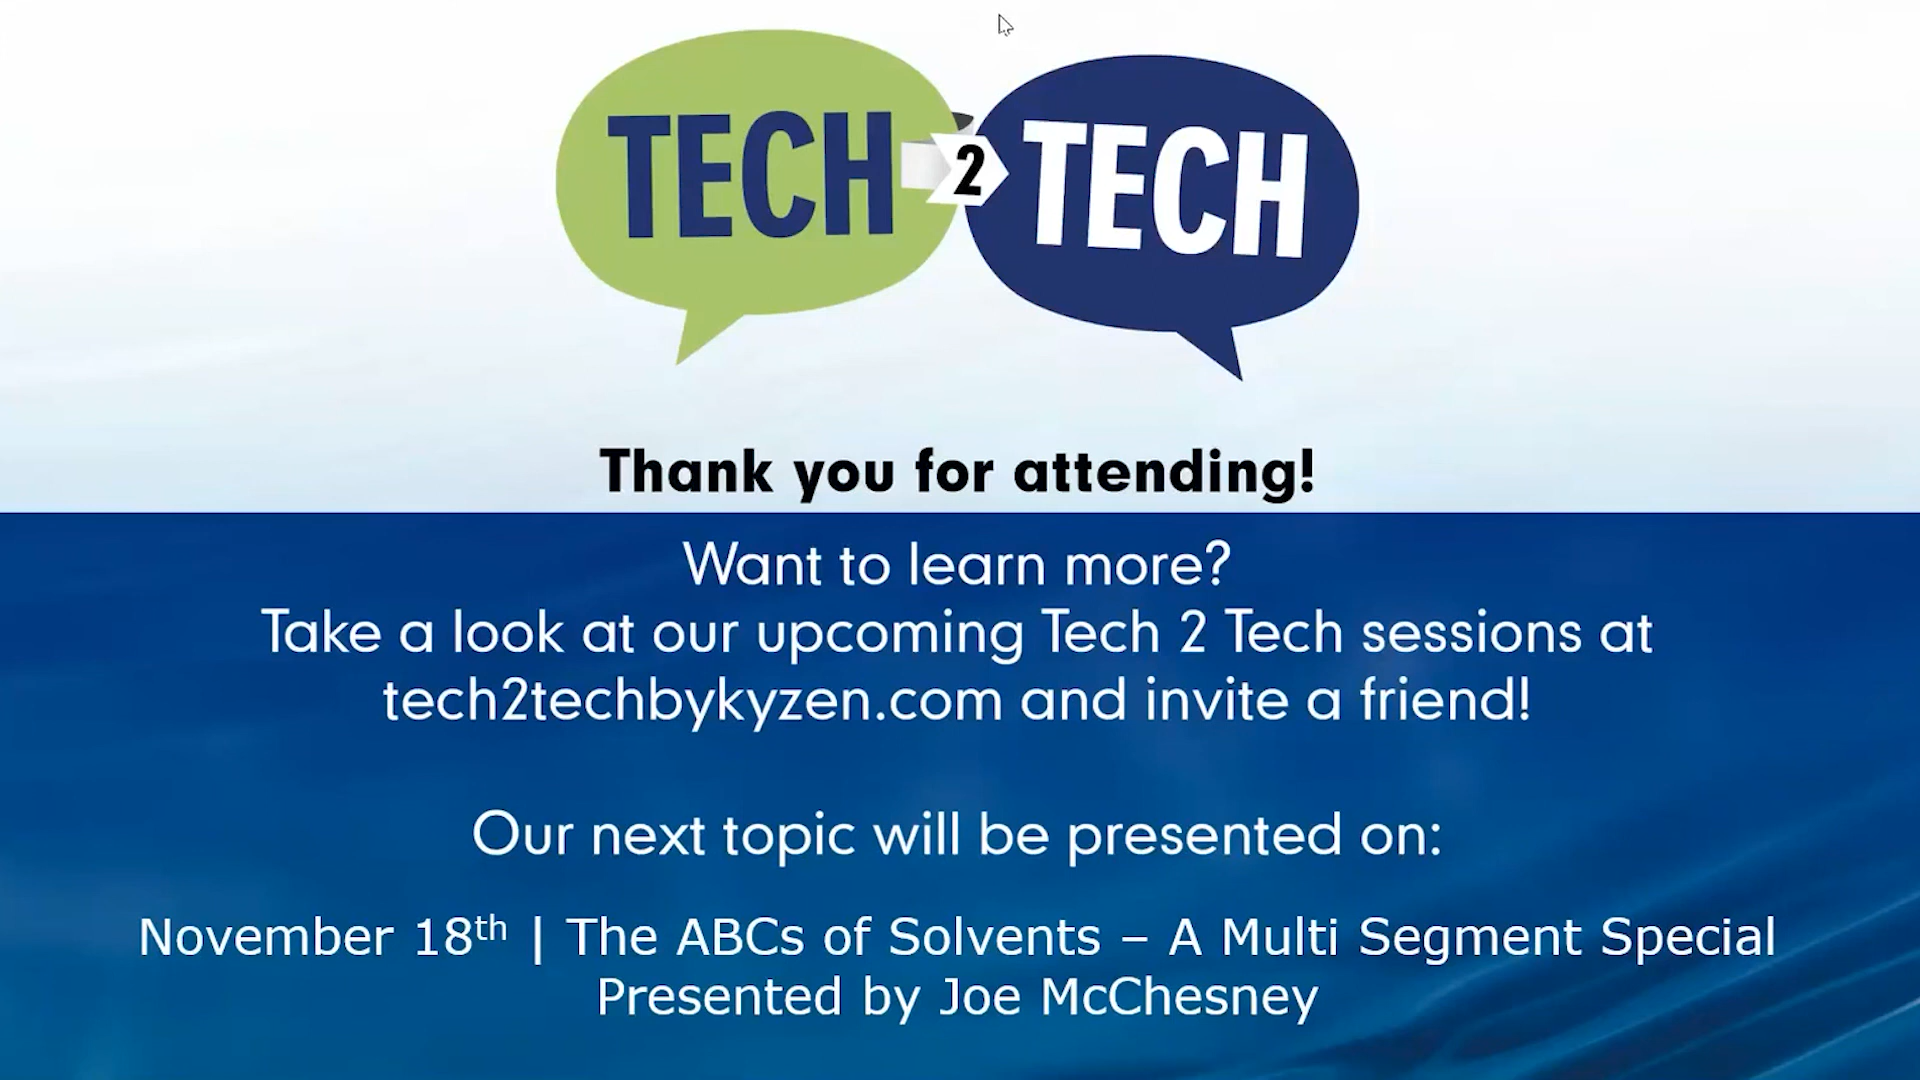 TECH 2 TECH
Thank you for attending!
Want to learn more?
Take a look at our upcoming Tech 2 Tech sessions at
tech2techbykyzen.com and invite a friend!
Our next topic will be presented on:
November 18th | The ABCs of Solvents – A Multi Segment Special
Presented by Joe McChesney